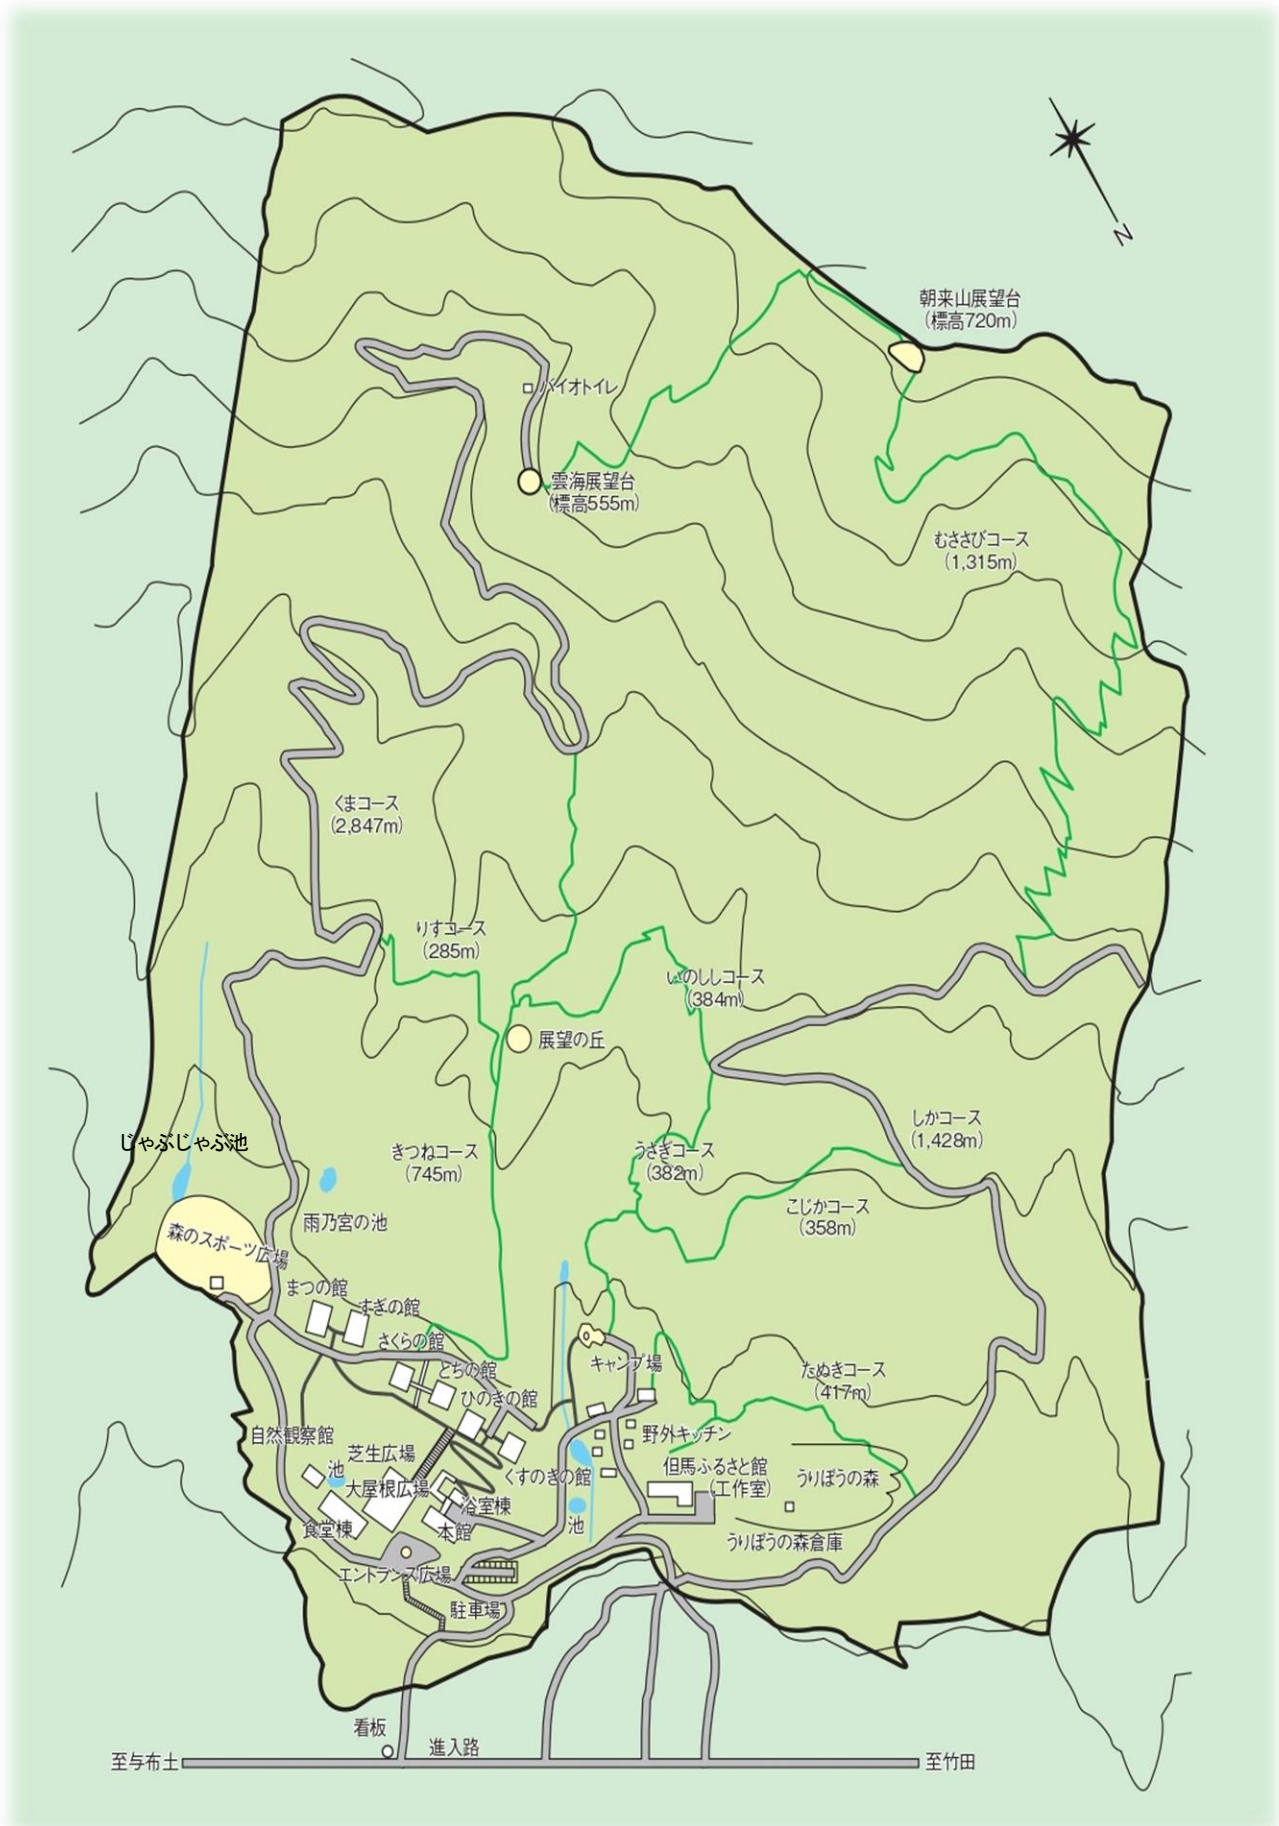 N
朝来山展望台
(標高720m)
バイオトイレ
雲海展望台
(標高555m)
むささびコース
(1,315m)
くまコース
(2,847m)
りすコース
(285m)
いのししコース
(384m)
展望の丘
しかコース
(1,428m)
じゃぶじゃぶ池
きつねコース
(745m)
うさぎコース
(382m)
こじかコース
(358m)
雨乃宮の池
森のスポーツ広場
まつの館
すぎの館
さくらの館
とちの館
ひのきの館
キャンプ場
たぬきコース
(417m)
自然観察館
芝生広場
池
大屋根広場
くすのきの館
野外キッチン
但馬ふるさと館
(工作室)
うりぼうの森
浴室棟
食堂棟
本館
池
うりぼうの森倉庫
エントランス広場
駐車場
看板
進入路
至与布土
至竹田